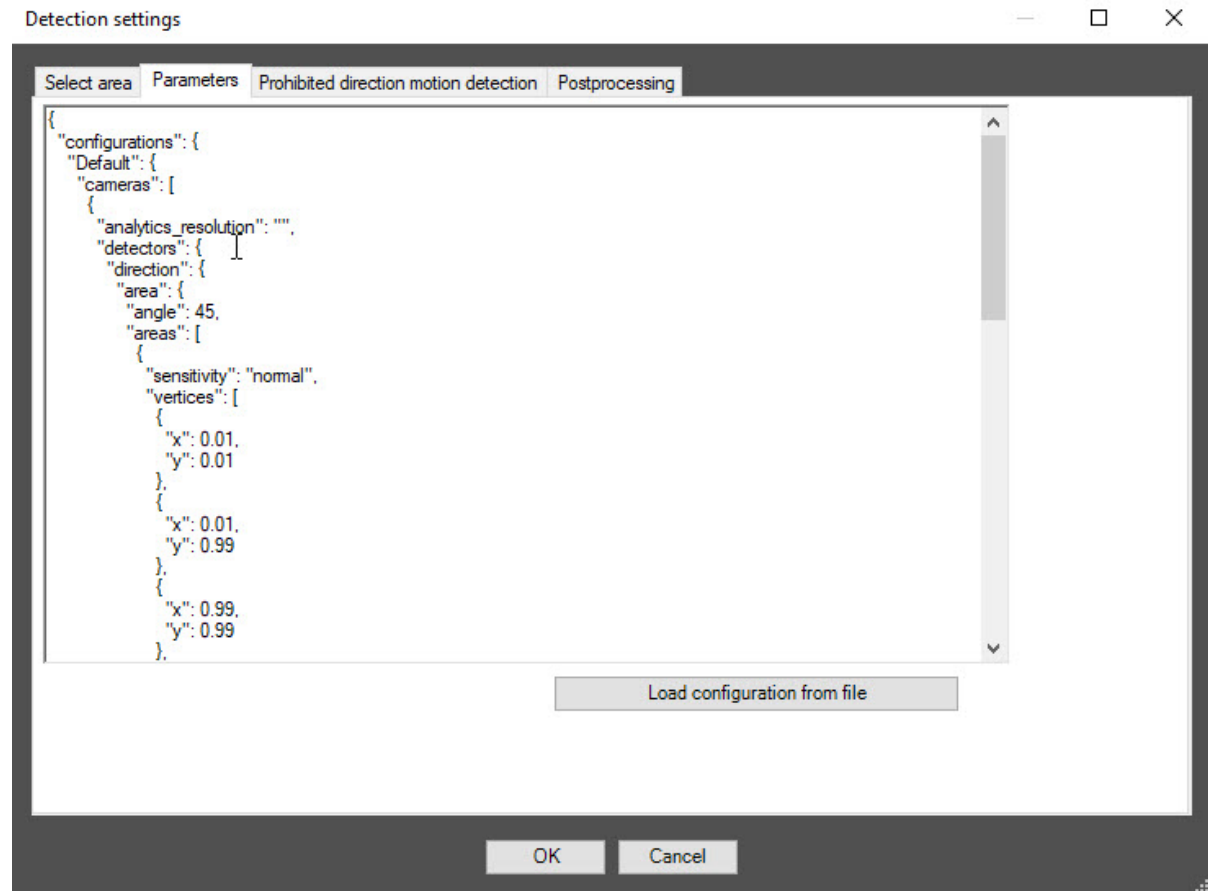 Detection settings
Select area Parameters Prohibited direction motion detection Postprocessing
{
"configurations": {
"Default": {
"cameras": [
{
"analytics_resolution": "",
"detectors": {
"direction": {
"area": {
"angle": 45,
"areas": [
{
"sensitivity": "normal",
"vertices": [
{
"x": 0.01,
"y": 0.01
},
{
"x": 0.01,
"y": 0.99
},
{
"x": 0.99,
"y": 0.99
},
Load configuration from file
OK Cancel